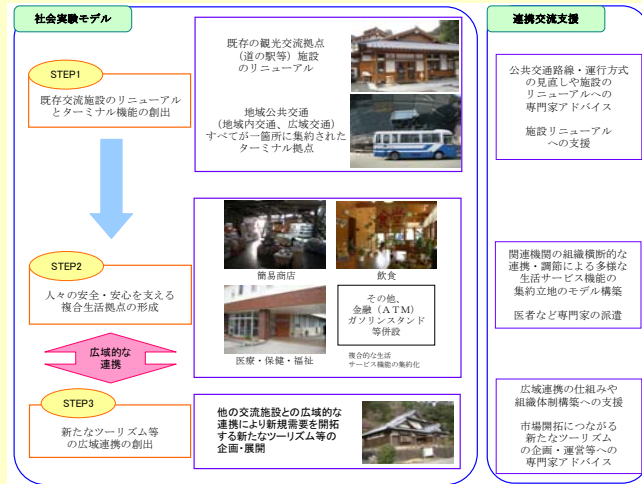 社会実験モデル
連携交流支援
STEP1
既存交流施設のリニューアル
とターミナル機能の創出
既存の観光交流拠点
(道の駅等)施設
のリニューアル
地域公共交通
(地域内交通、広域交通)
すべてが一箇所に集約された
ターミナル拠点
公共交通路線・運行方式
の見直しや施設の
リニューアルへの
専門家アドバイス
施設リニューアル
への支援
STEP2
人々の安全・安心を支える
複合生活拠点の形成
簡易商店
飲食
医療・保健・福祉
その他、
金融(ATM)
ガソリンスタンド
等併設
複合的な生活
サービス機能の集約化
関連機関の組織横断的な
連携・調節による多様な
生活サービス機能の
集約立地のモデル構築
医者など専門家の派遣
広域的な
連携
STEP3
新たなツーリズム等
の広域連携の創出
他の交流施設との広域的な
連携により新規需要を開拓
する新たなツーリズム等の
企画・展開
広域連携の仕組みや
組織体制構築への支援
市場開拓につながる
新たなツーリズム
の企画・運営等への
専門家アドバイス